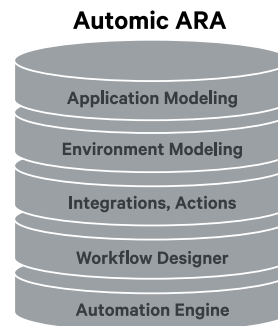 Automic ARA
Application Modeling
Environment Modeling
Integrations, Actions
Workflow Designer
Automation Engine